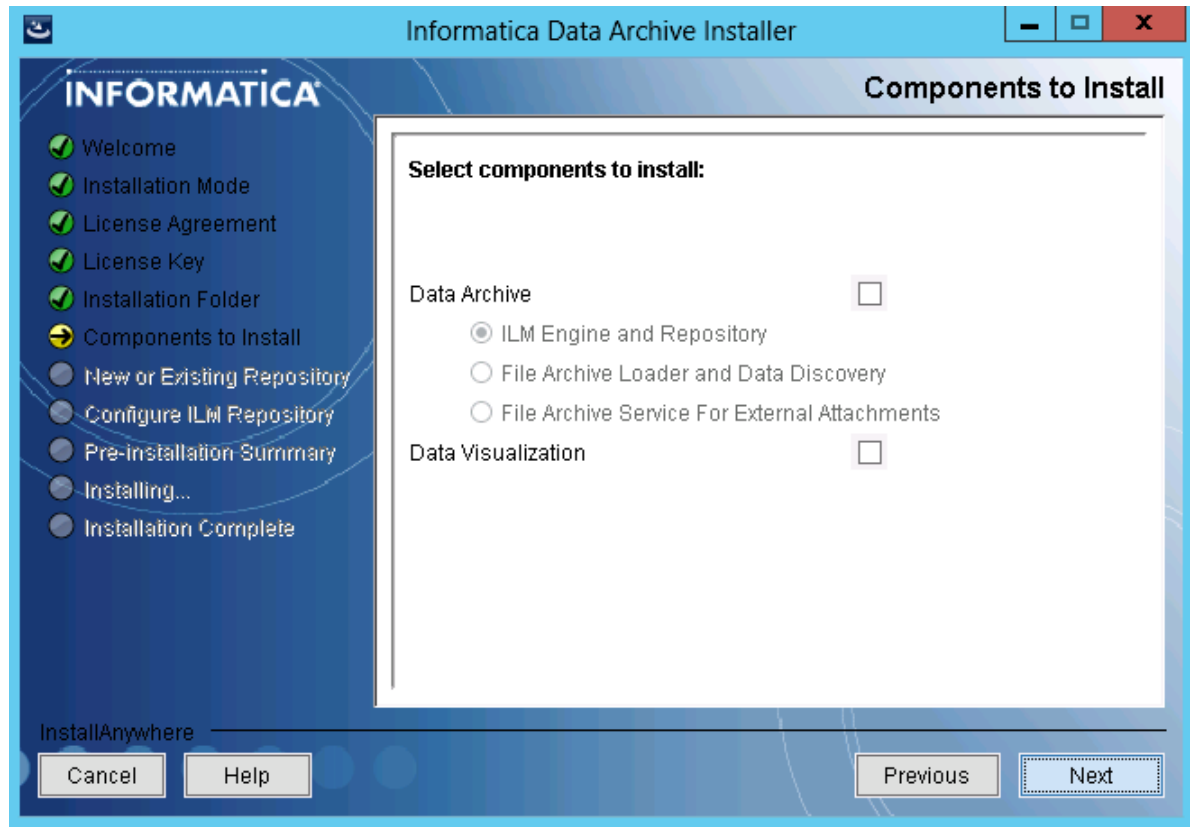 Informatica Data Archive Installer
INFORMATICA
Components to Install
Welcome
Installation Mode
License Agreement
License Key
Installation Folder
Components to Install
New or Existing Repository
Configure ILM Repository
Pre-installation Summary
Installing...
Installation Complete
Select components to install:
Data Archive
ILM Engine and Repository
File Archive Loader and Data Discovery
File Archive Service For External Attachments
Data Visualization
InstallAnywhere
Cancel Help Previous Next